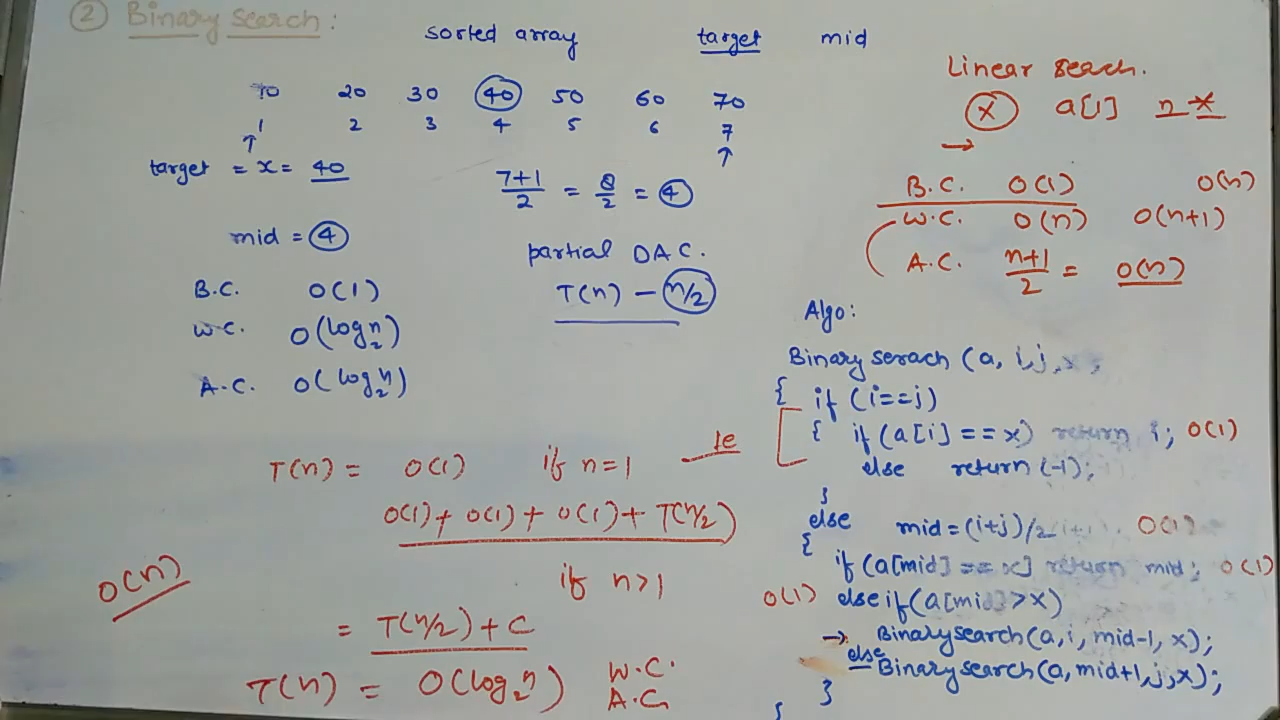 ② Binary search:
sorted array target mid
10 20 30 40 50 60 70
1 2 3 4 5 6 7
↑ ↑
target = x = 40
7+1/2 = 8/2 = 4
mid = 4
partial DAC.
B.C. O(1)
T(n) – n/2
W.C. O(log₂n)
A.C. O(log₂n)
Linear seach.
x a[1] n x
→
B.C. O(1) O(n)
W.C. O(n) O(n+1)
A.C. n+1/2 = O(n)
T(n) = O(1) if n=1 1e
O(1)+O(1)+O(1)+T(n/2)
if n>1
O(n)
= T(n/2)+C
T(n) = O(log₂n) W.C.
A.C
Algo:
Binary serach (a, i,j,x,
{ if (i==j)
{ if (a[i] == x) return i; O(1)
else return (-1);
}
else mid=(i+j)/2 O(1)
{
if (a[mid] == x] return mid; O(1)
O(1) else if (a[mid]>x)
→ Binarysearch(a,i, mid-1, x);
else Binarysearch(a, mid+1,j,x);
}
}